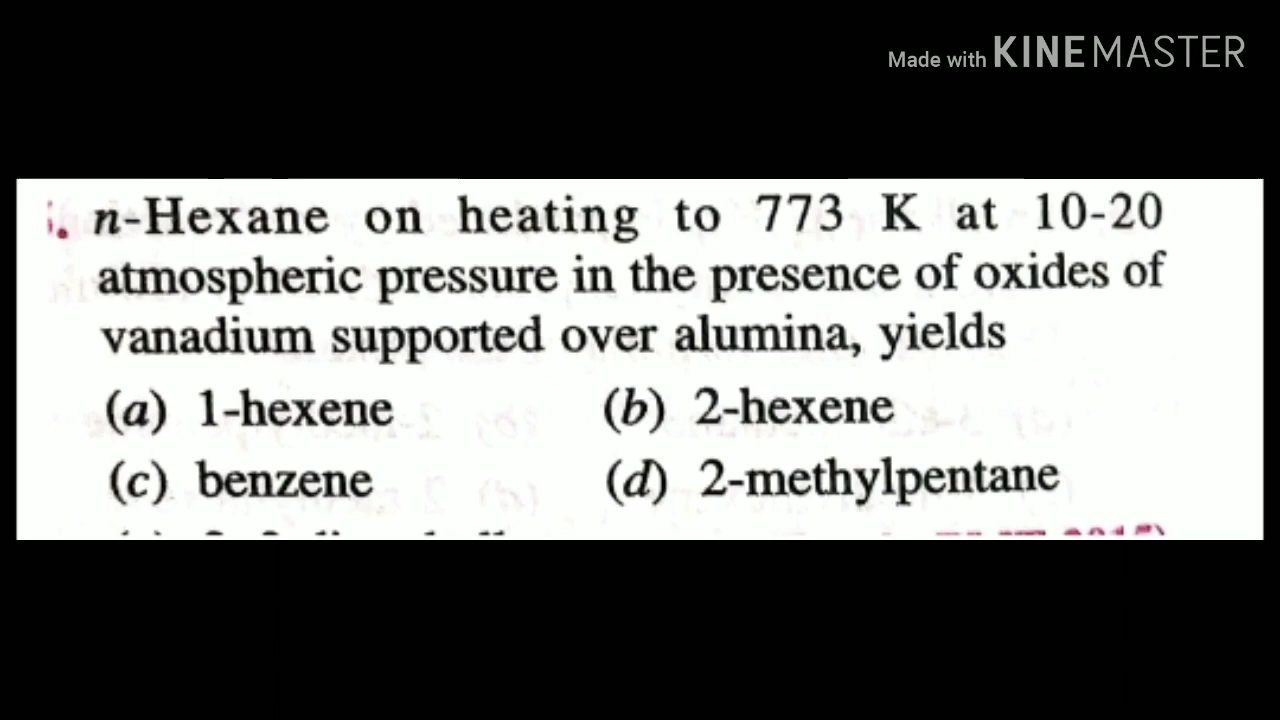 Made with KINEMASTER
n-Hexane on heating to 773 K at 10-20
atmospheric pressure in the presence of oxides of
vanadium supported over alumina, yields
(a) 1-hexene (b) 2-hexene
(c) benzene (d) 2-methylpentane